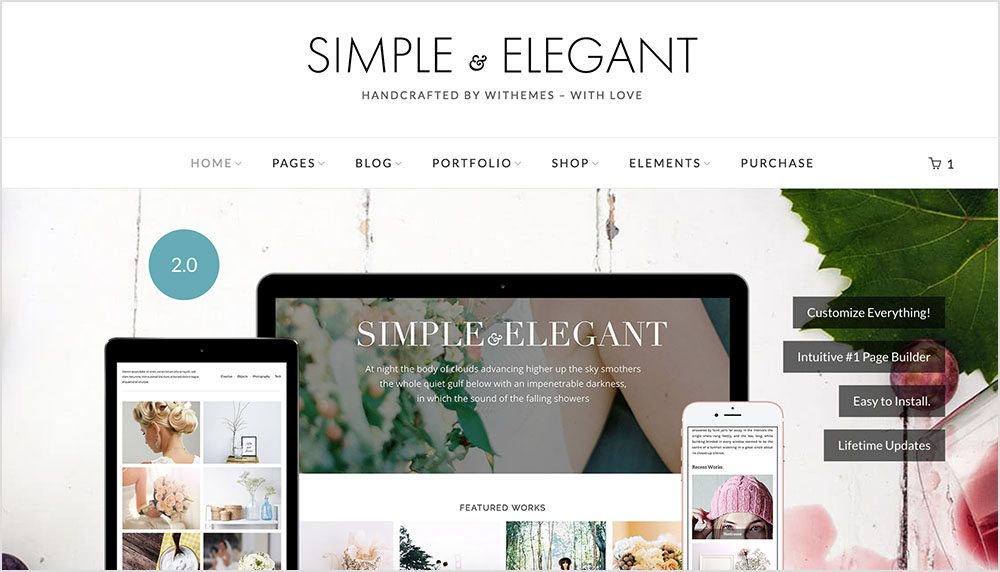 SIMPLE & ELEGANT
HANDCRAFTED BY WITHEMES – WITH LOVE
HOME
PAGES
BLOG
PORTFOLIO
SHOP
ELEMENTS
PURCHASE
1
2.0
SIMPLE & ELEGANT
At night the body of clouds advancing higher up the sky smothers
the whole quiet gulf below with an impenetrable darkness,
in which the sound of the falling showers
FEATURED WORKS
Customize Everything!
Intuitive #1 Page Builder
Easy to Install.
Lifetime Updates
Recent Works